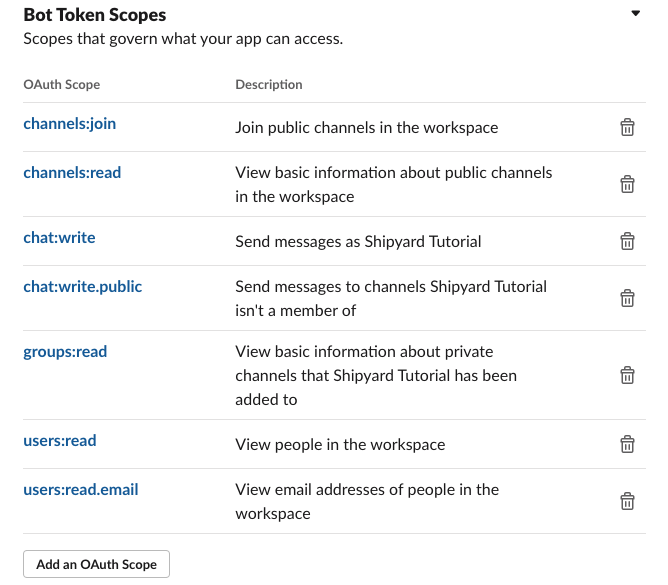 Bot Token Scopes
Scopes that govern what your app can access.
OAuth Scope Description
channels:join Join public channels in the workspace
channels:read View basic information about public channels
in the workspace
chat:write Send messages as Shipyard Tutorial
chat:write.public Send messages to channels Shipyard Tutorial
isn't a member of
groups:read View basic information about private
channels that Shipyard Tutorial has been
added to
users:read View people in the workspace
users:read.email View email addresses of people in the
workspace
Add an OAuth Scope